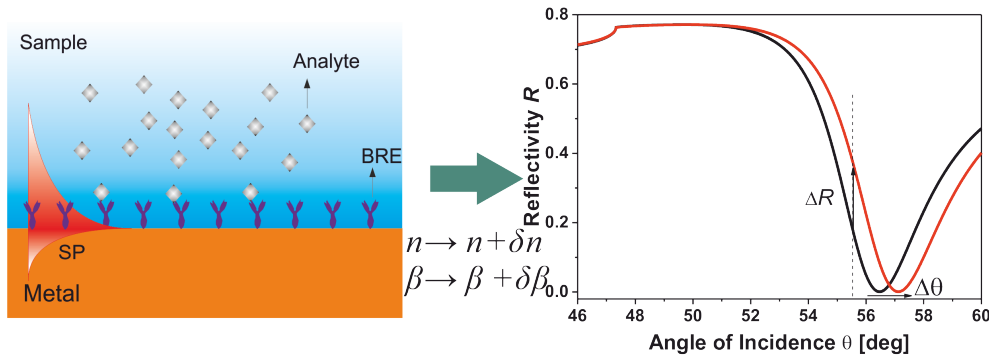 Sample
Analyte
BRE
SP
Metal
n→ n+δn
β→ β+δβ
Reflectivity R
0.8
0.6
0.4
0.2
0.0
ΔR
Δθ
46 48 50 52 54 56 58 60
Angle of Incidence θ [deg]